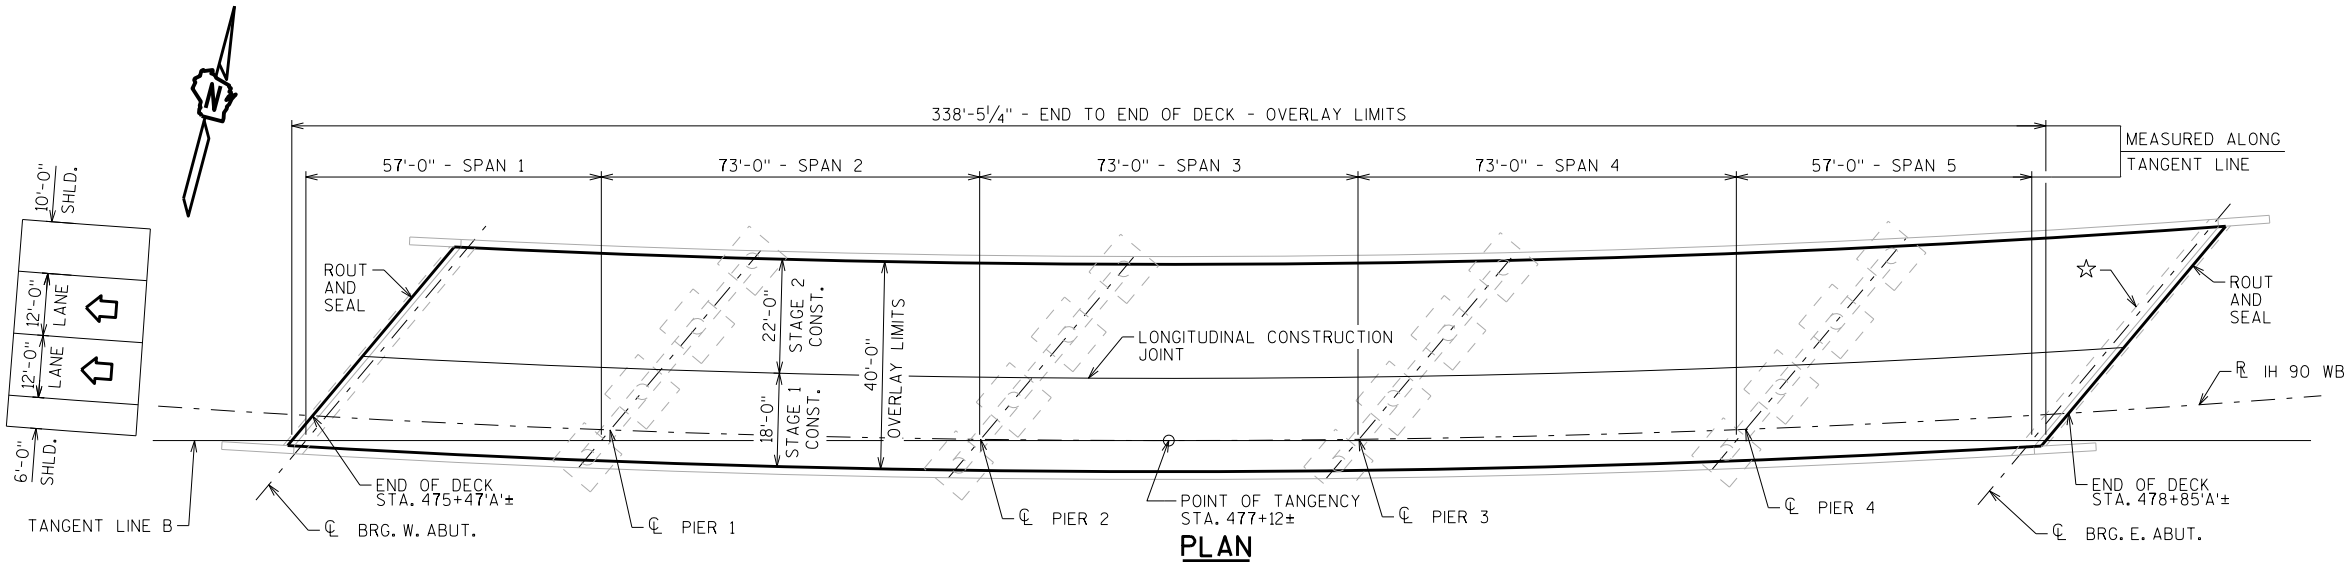 N
338'-5¼" - END TO END OF DECK - OVERLAY LIMITS
MEASURED ALONG
TANGENT LINE
57'-0" - SPAN 1
73'-0" - SPAN 2
73'-0" - SPAN 3
73'-0" - SPAN 4
57'-0" - SPAN 5
10'-0"
SHLD.
12'-0"
LANE
12'-0"
LANE
6'-0"
SHLD.
ROUT
AND
SEAL
22'-0"
STAGE 2
CONST.
18'-0"
STAGE 1
CONST.
40'-0"
OVERLAY LIMITS
LONGITUDINAL CONSTRUCTION
JOINT
ROUT
AND
SEAL
℞ IH 90 WB
END OF DECK
STA. 475+47'A'±
TANGENT LINE B
℄ BRG. W. ABUT.
℄ PIER 1
℄ PIER 2
POINT OF TANGENCY
STA. 477+12±
℄ PIER 3
℄ PIER 4
END OF DECK
STA. 478+85'A'±
℄ BRG. E. ABUT.
PLAN